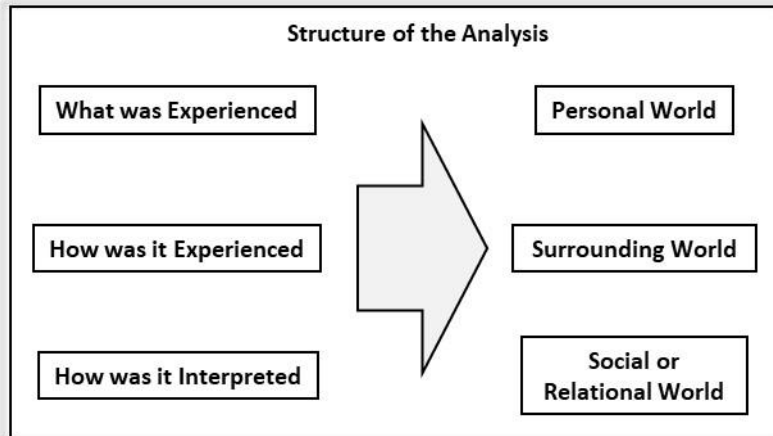 Structure of the Analysis
What was Experienced
Personal World
How was it Experienced
Surrounding World
How was it Interpreted
Social or
Relational World